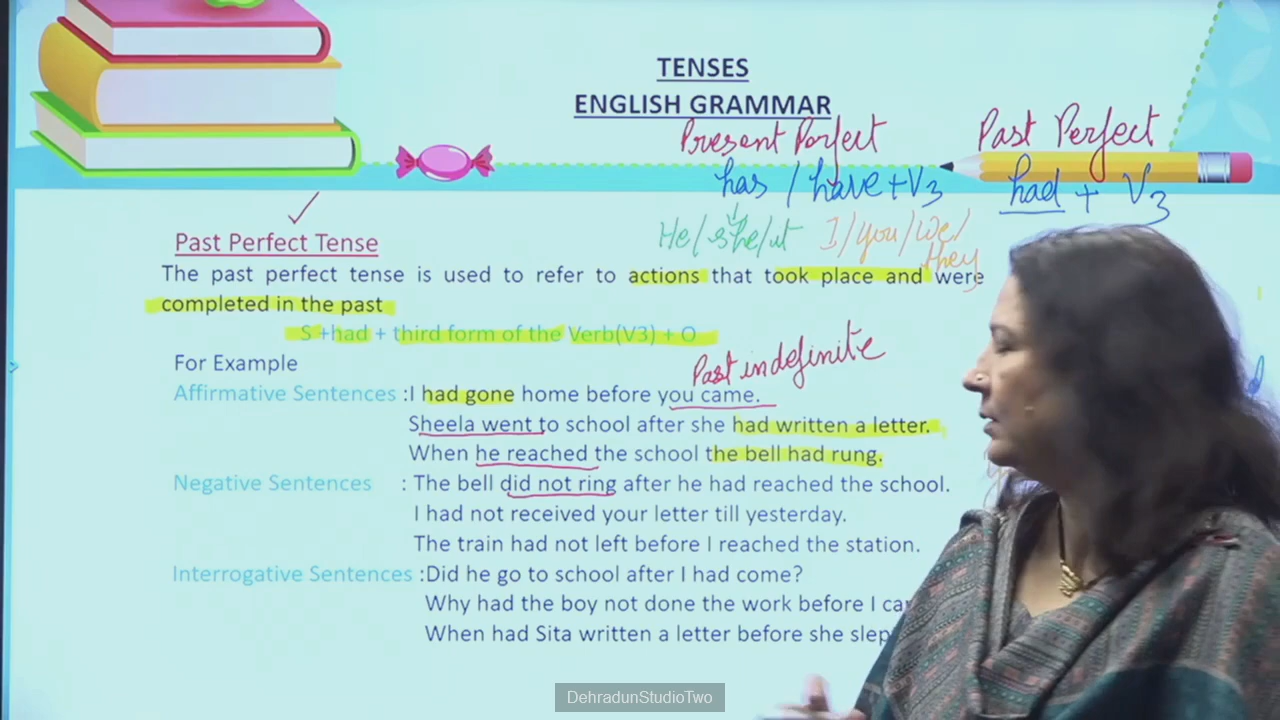 TENSES
ENGLISH GRAMMAR
Present Perfect
Past Perfect
has / have + V3
had + V3
He/she/it
I/you/we/
they
Past Perfect Tense
The past perfect tense is used to refer to actions that took place and were
completed in the past
S +had + third form of the Verb(V3) + O
For Example
Past indefinite
Affirmative Sentences :I had gone home before you came.
Sheela went to school after she had written a letter.
When he reached the school the bell had rung.
Negative Sentences : The bell did not ring after he had reached the school.
I had not received your letter till yesterday.
The train had not left before I reached the station.
Interrogative Sentences :Did he go to school after I had come?
Why had the boy not done the work before I
When had Sita written a letter before she
DehradunStudioTwo